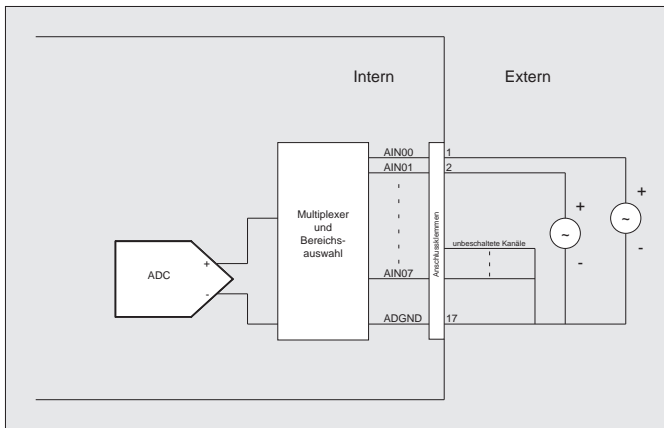 Intern
Extern
AIN00
1
AIN01
2
+
+
Multiplexer
und
Bereichs-
auswahl
Anschlussklemmen
~
~
unbeschaltete Kanäle
-
-
ADC
+
-
AIN07
ADGND
17